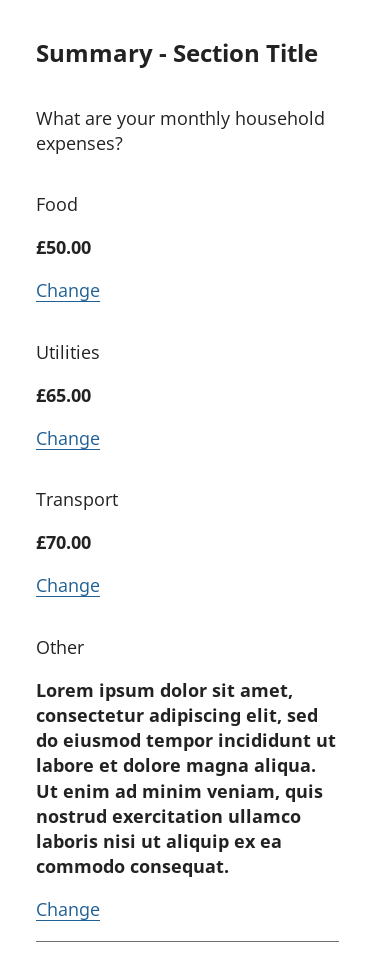 Summary - Section Title
What are your monthly household
expenses?
Food
£50.00
Change
Utilities
£65.00
Change
Transport
£70.00
Change
Other
Lorem ipsum dolor sit amet,
consectetur adipiscing elit, sed
do eiusmod tempor incididunt ut
labore et dolore magna aliqua.
Ut enim ad minim veniam, quis
nostrud exercitation ullamco
laboris nisi ut aliquip ex ea
commodo consequat.
Change